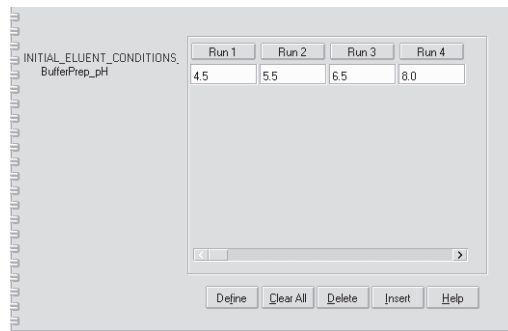 Run 1 Run 2 Run 3 Run 4
INITIAL_ELUENT_CONDITIONS_
BufferPrep_pH
4.5 5.5 6.5 8.0
Define Clear All Delete Insert Help